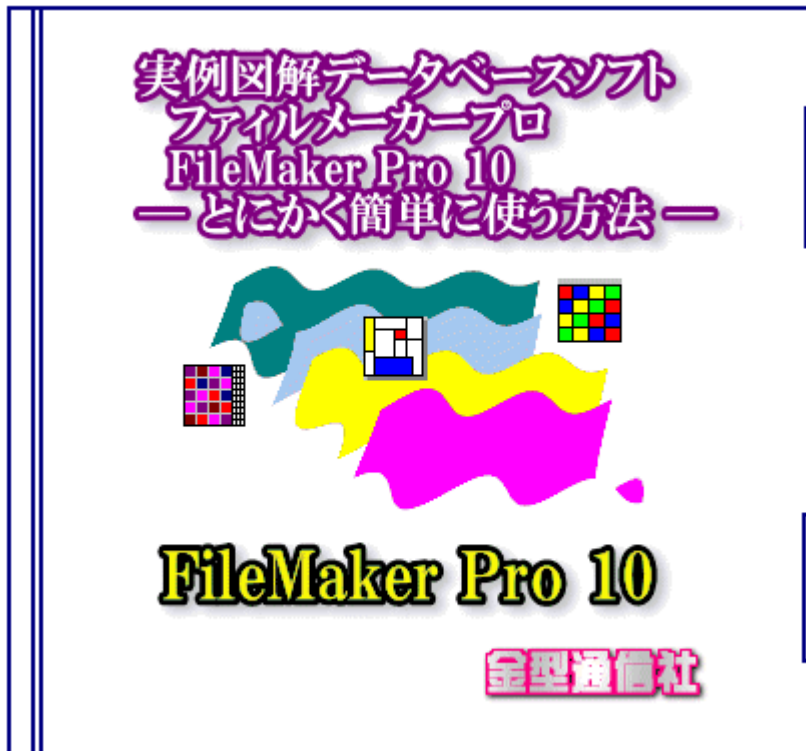 実例図解データベースソフト
ファィルメーカープロ
FileMaker Pro 10
― とにかく簡単に使う方法 ―
FileMaker Pro 10
金型通信社